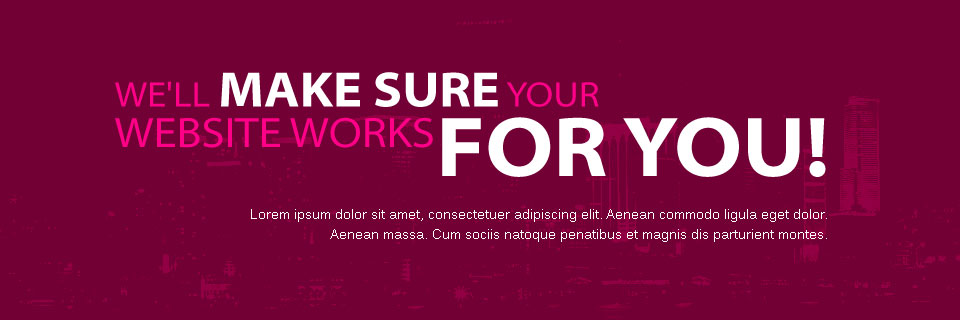 WE'LL MAKE SURE YOUR
WEBSITE WORKS FOR YOU!
Lorem ipsum dolor sit amet, consectetuer adipiscing elit. Aenean commodo ligula eget dolor.
Aenean massa. Cum sociis natoque penatibus et magnis dis parturient montes.